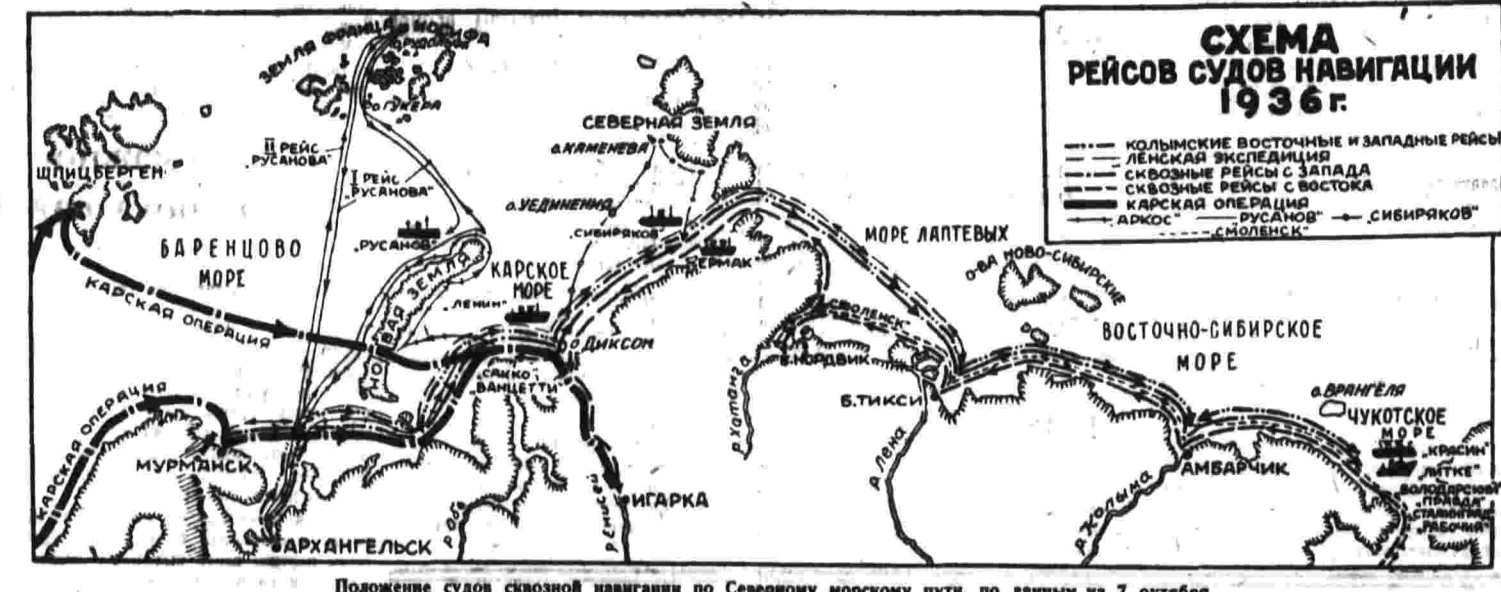 СХЕМА
РЕЙСОВ СУДОВ НАВИГАЦИИ
1936 г.
КОЛЫМСКИЕ ВОСТОЧНЫЕ И ЗАПАДНЫЕ РЕЙСЫ
ЛЕНСКАЯ ЭКСПЕДИЦИЯ
СКВОЗНЫЕ РЕЙСЫ С ЗАПАДА
СКВОЗНЫЕ РЕЙСЫ С ВОСТОКА
КАРСКАЯ ОПЕРАЦИЯ
„АРКОС" „РУСАНОВ" „СИБИРЯКОВ"
„СМОЛЕНСК"
ЗЕМЛЯ ФРАНЦА ИОСИФА
О. ГУКЕРА
ШПИЦБЕРГЕН
II РЕЙС
„РУСАНОВА"
I РЕЙС
„РУСАНОВА"
СЕВЕРНАЯ ЗЕМЛЯ
о. КАМЕНЕВА
о. УЕДИНЕНИЯ
„РУСАНОВ"
„СИБИРЯКОВ"
„ЕРМАК"
БАРЕНЦОВО
МОРЕ
КАРСКАЯ ОПЕРАЦИЯ
НОВАЯ ЗЕМЛЯ
КАРСКОЕ
МОРЕ
„ЛЕНИН"
о. ДИКСОН
„САККО
ВАНЦЕТТИ"
МОРЕ ЛАПТЕВЫХ
О-ВА НОВО-СИБИРСКИЕ
„СМОЛЕНСК"
Б. НОРДВИК
Б. ТИКСИ
ВОСТОЧНО-СИБИРСКОЕ
МОРЕ
о. ВРАНГЕЛЯ
ЧУКОТСКОЕ
МОРЕ
„КРАСИН"
„ЛИТКЕ"
ВОЛОДАРСКИЙ"
„ПРАВДА"
СТАЛИНГРАД
„РАБОЧИЙ"
КАРСКАЯ ОПЕРАЦИЯ
КАРСКАЯ ОПЕРАЦИЯ
МУРМАНСК
АРХАНГЕЛЬСК
р. Обь
р. Енисей
ИГАРКА
р. Хатанга
р. Лена
р. Колыма
АМБАРЧИК
Положение судов сквозной навигации по Северному морскому пути, по данным на 7 октября